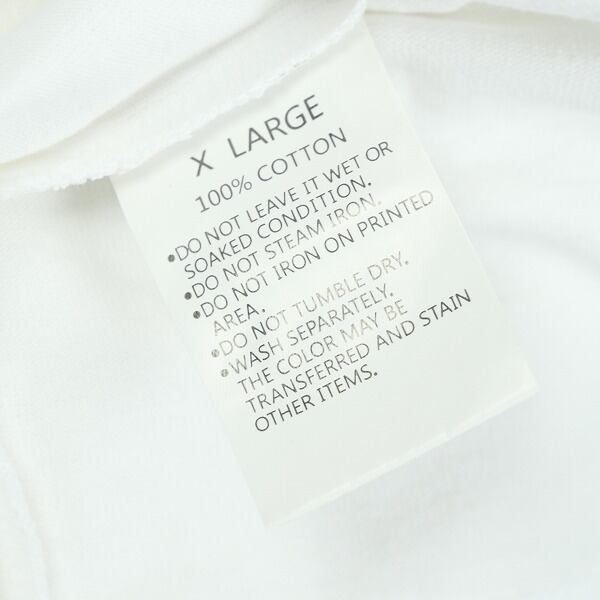 X LARGE
100% COTTON
•DO NOT LEAVE IT WET OR
SOAKED CONDITION.
•DO NOT STEAM IRON.
•DO NOT IRON ON PRINTED
AREA.
•DO NOT TUMBLE DRY.
•WASH SEPARATELY.
THE COLOR MAY BE
TRANSFERRED AND STAIN
OTHER ITEMS.